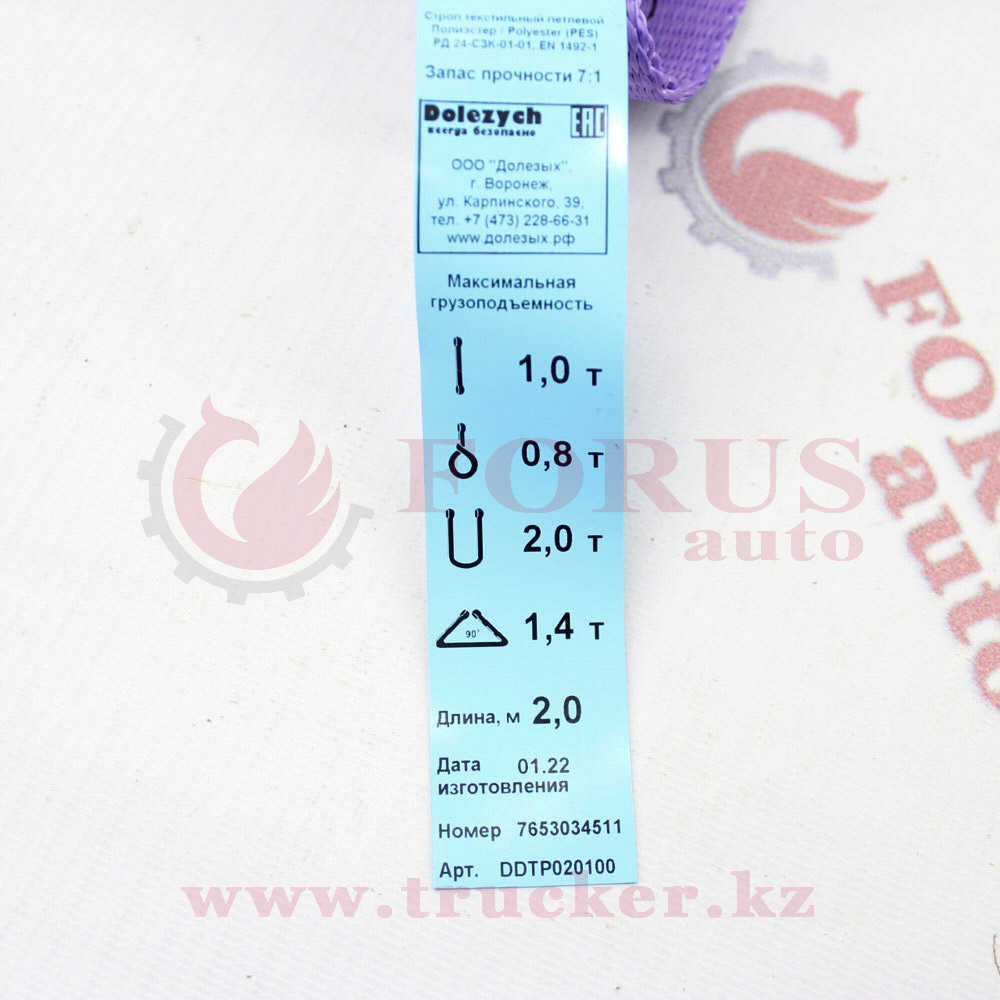 Строп текстильный петлевой
Полиэстер / Polyester (PES)
РД 24-СЗК-01-01, EN 1492-1
Запас прочности 7:1
Dolezych
всегда безопасно
EAC
ООО "Долезых",
г. Воронеж,
ул. Карпинского, 39,
тел. +7 (473) 228-66-31
www.долезых.рф
Максимальная
грузоподъемность
1,0 т
0,8 т
2,0 т
90°
1,4 т
Длина, м 2,0
Дата 01.22
изготовления
Номер 7653034511
Арт. DDTP020100
FORUS
auto
www.trucker.kz
FOR
auto